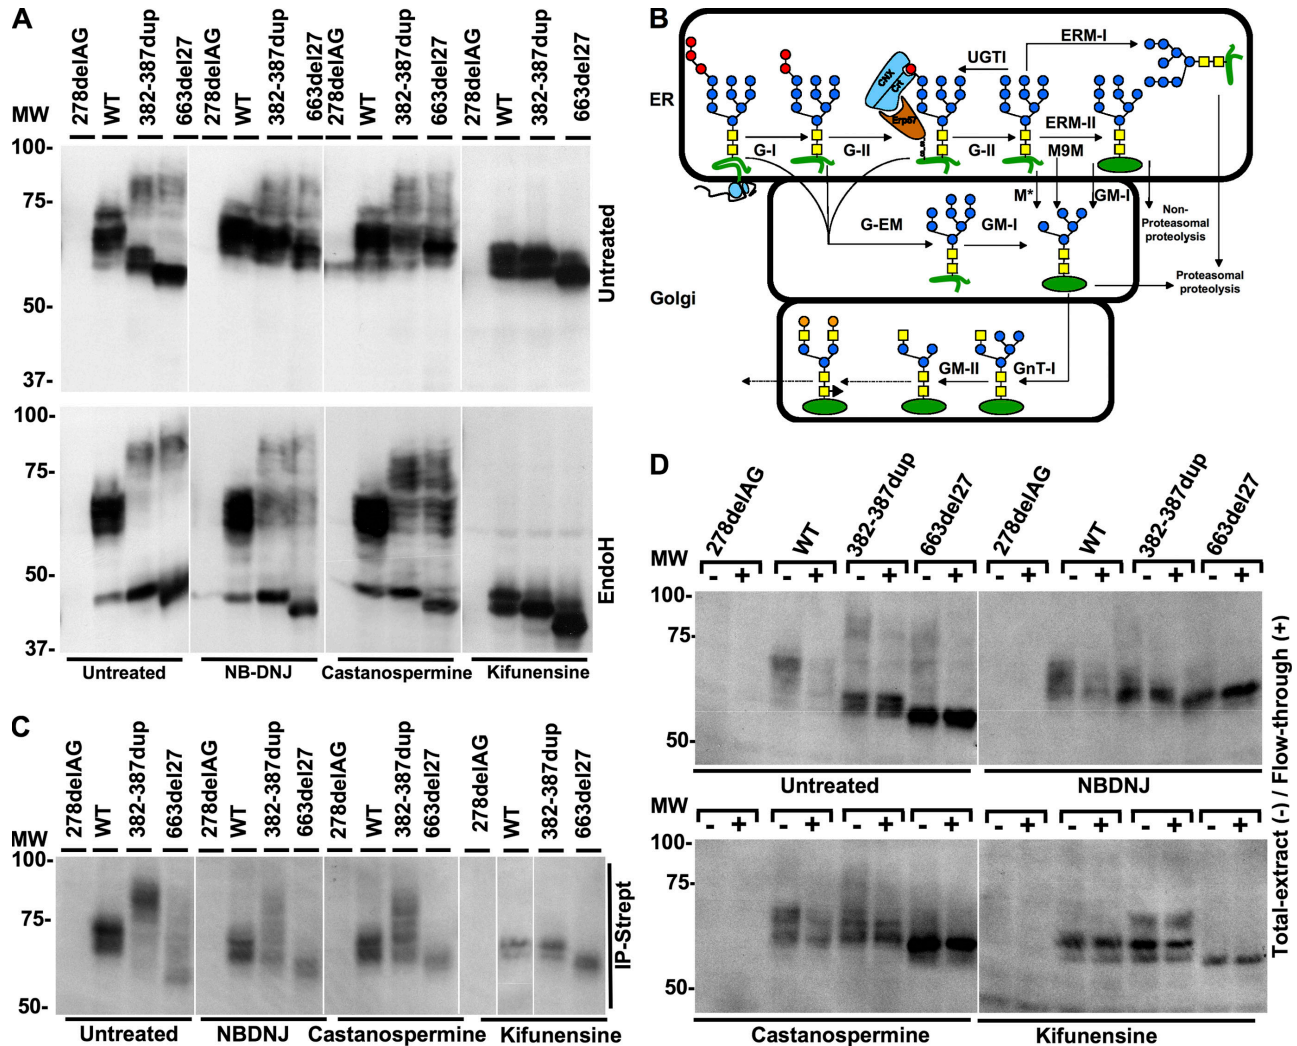 A
278delAG
WT
382-387dup
663del27
278delAG
WT
382-387dup
663del27
278delAG
WT
382-387dup
663del27
278delAG
WT
382-387dup
663del27
MW
100-
75-
50-
37-
Untreated
100-
75-
50-
37-
EndoH
Untreated
NB-DNJ
Castanospermine
Kifunensine
B
ER
CNX
Crt
Erp57
UGTI
ERM-I
G-I
G-II
G-II
ERM-II
M9M
M*
GM-I
Non-
Proteasomal
proteolysis
G-EM
GM-I
Proteasomal
proteolysis
Golgi
GM-II
GnT-I
C
278delAG
WT
382-387dup
663del27
278delAG
WT
382-387dup
663del27
278delAG
WT
382-387dup
663del27
278delAG
WT
382-387dup
663del27
MW
100-
75-
50-
IP-Strept
Untreated
NBDNJ
Castanospermine
Kifunensine
D
278delAG
WT
382-387dup
663del27
278delAG
WT
382-387dup
663del27
MW
- + - + - + - + - + - + - + - +
100-
75-
50-
Untreated
NBDNJ
MW
- + - + - + - + - + - + - + - +
100-
75-
50-
Castanospermine
Kifunensine
Total-extract (-) / Flow-through (+)